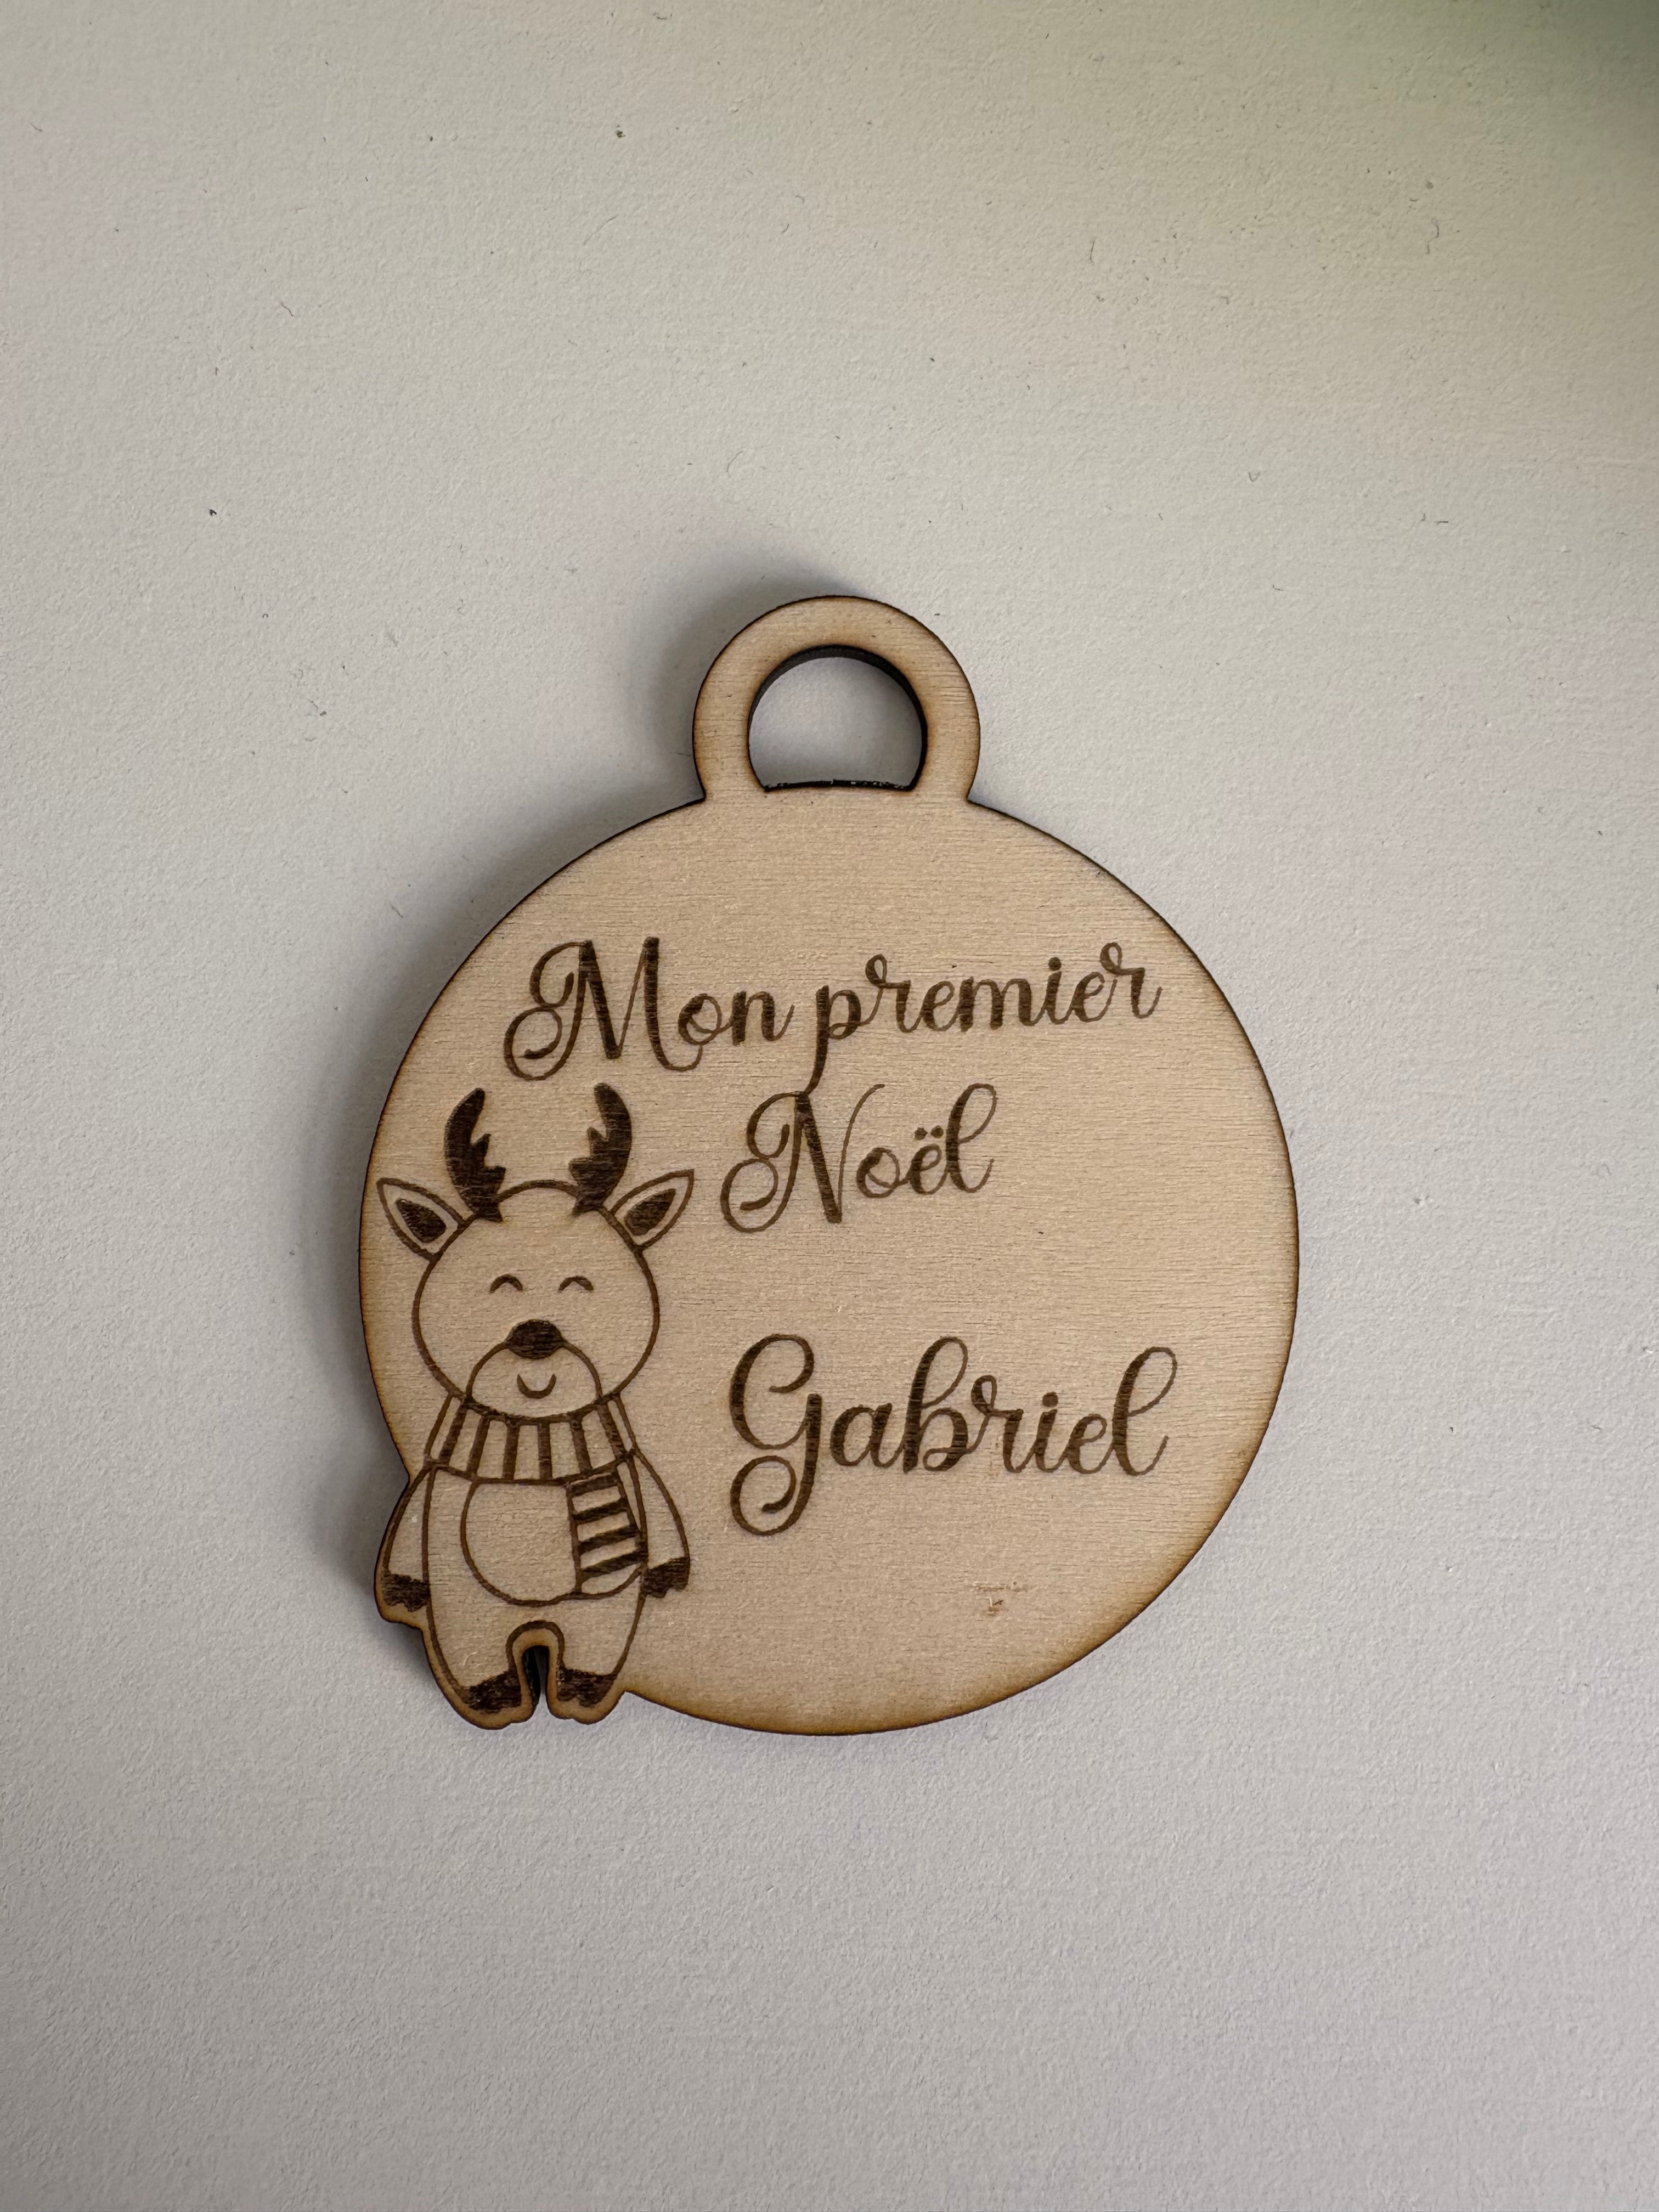 Mon premier
Noël
Gabriel